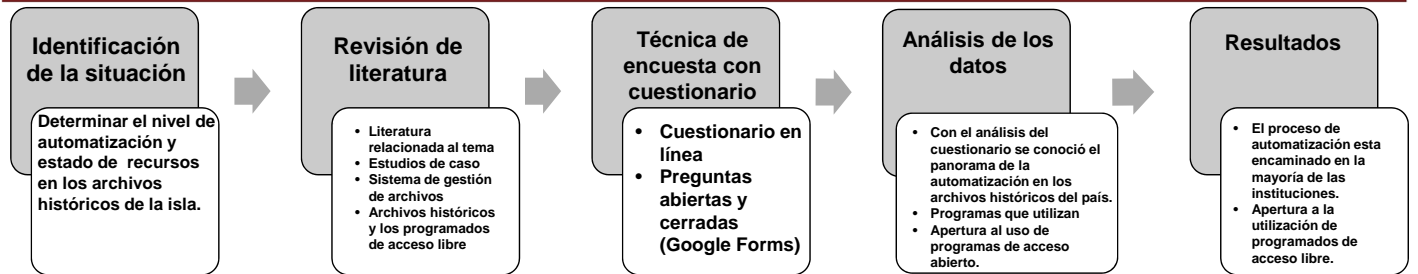 Identificación
de la situación
Determinar el nivel de
automatización y
estado de recursos
en los archivos
históricos de la isla.
Revisión de
literatura
• Literatura
relacionada al tema
• Estudios de caso
• Sistema de gestión
de archivos
• Archivos históricos
y los programados
de acceso libre
Técnica de
encuesta con
cuestionario
• Cuestionario en
línea
• Preguntas
abiertas y
cerradas
(Google Forms)
Análisis de los
datos
• Con el análisis del
cuestionario se conoció el
panorama de la
automatización en los
archivos históricos del país.
• Programas que utilizan
• Apertura al uso de
programas de acceso
abierto.
Resultados
• El proceso de
automatización esta
encaminado en la
mayoría de las
instituciones.
• Apertura a la
utilización de
programados de
acceso libre.